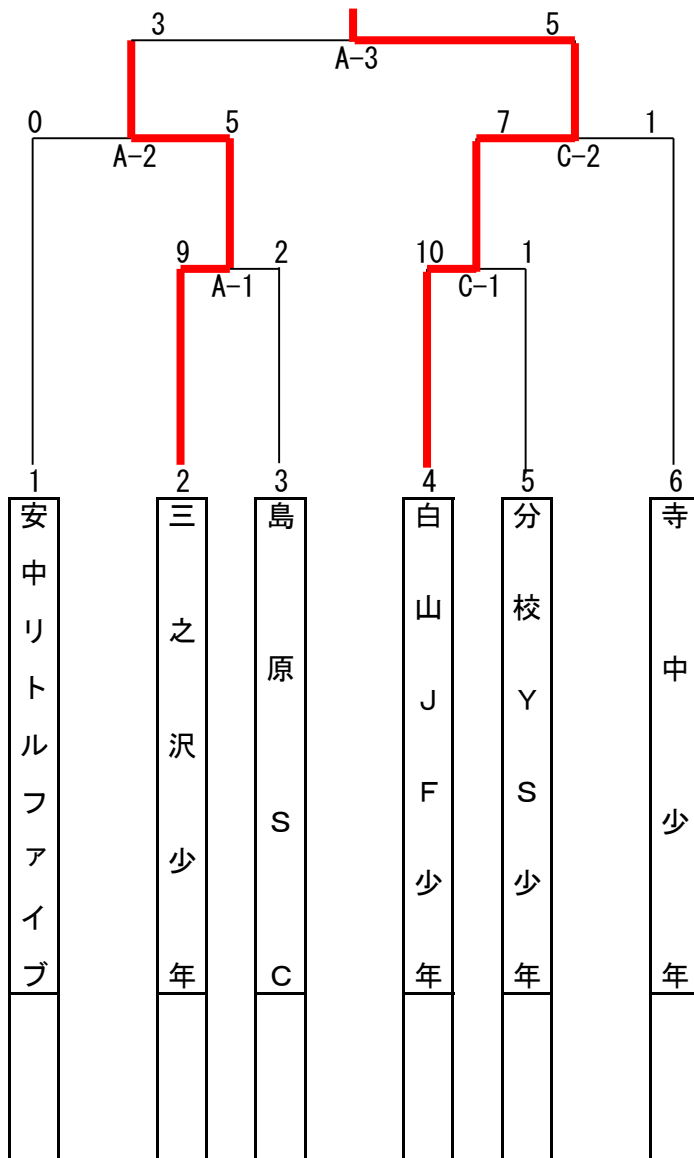 3 5
A-3
0 5 7 1
A-2 C-2
9 2 10 1
A-1 C-1
1 2 3 4 5 6
安中リトルファイブ
三之沢少年
島原SC
白山JF少年
分校YS少年
寺中少年